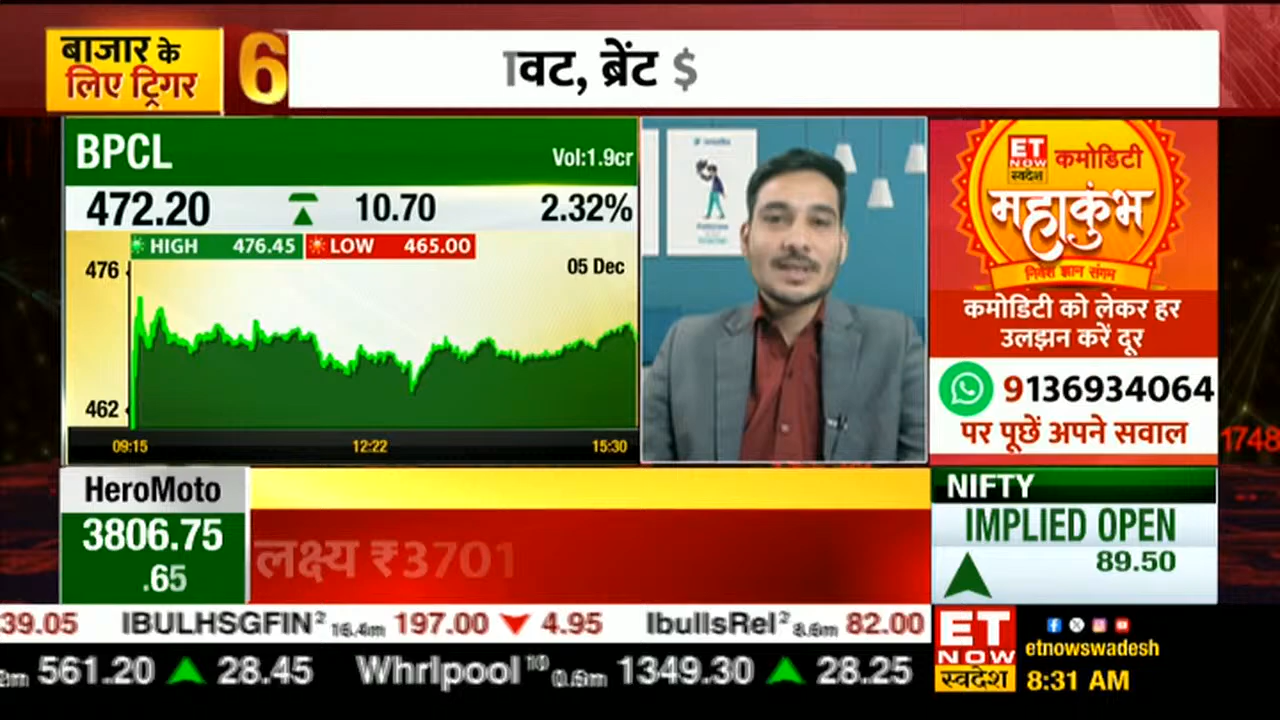 बाजार के
लिए ट्रिगर
6
वट, ब्रेंट $
BPCL
Vol:1.9cr
472.20 10.70 2.32%
HIGH 476.45 LOW 465.00
476
05 Dec
462
09:15 12:22 15:30
ET
NOW
स्वदेश
कमोडिटी
महाकुंभ
निवेश ज्ञान संगम
कमोडिटी को लेकर हर
उलझन करें दूर
9136934064
पर पूछें अपने सवाल
1748
HeroMoto
3806.75
.65
लक्ष्य ₹3701
NIFTY
IMPLIED OPEN
89.50
39.05 IBULHSGFIN² 16.4m 197.00 4.95 IbullsRel² 8.6m 82.00
561.20 28.45 Whrlpool¹⁰ 0.6m 1349.30 28.25
ET
NOW
स्वदेश
etnowswadesh
8:31 AM